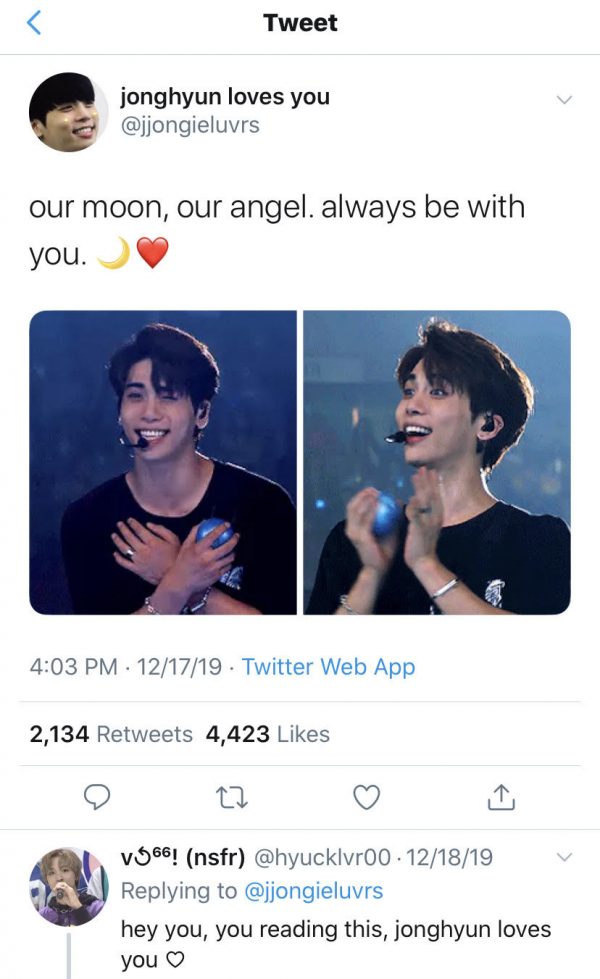 Tweet
jonghyun loves you
@jjongieluvrs
our moon, our angel. always be with
you. 🌙❤️
4:03 PM · 12/17/19 · Twitter Web App
2,134 Retweets 4,423 Likes
v⥀⁶⁶! (nsfr) @hyucklvr00 · 12/18/19
Replying to @jjongieluvrs
hey you, you reading this, jonghyun loves
you ♡